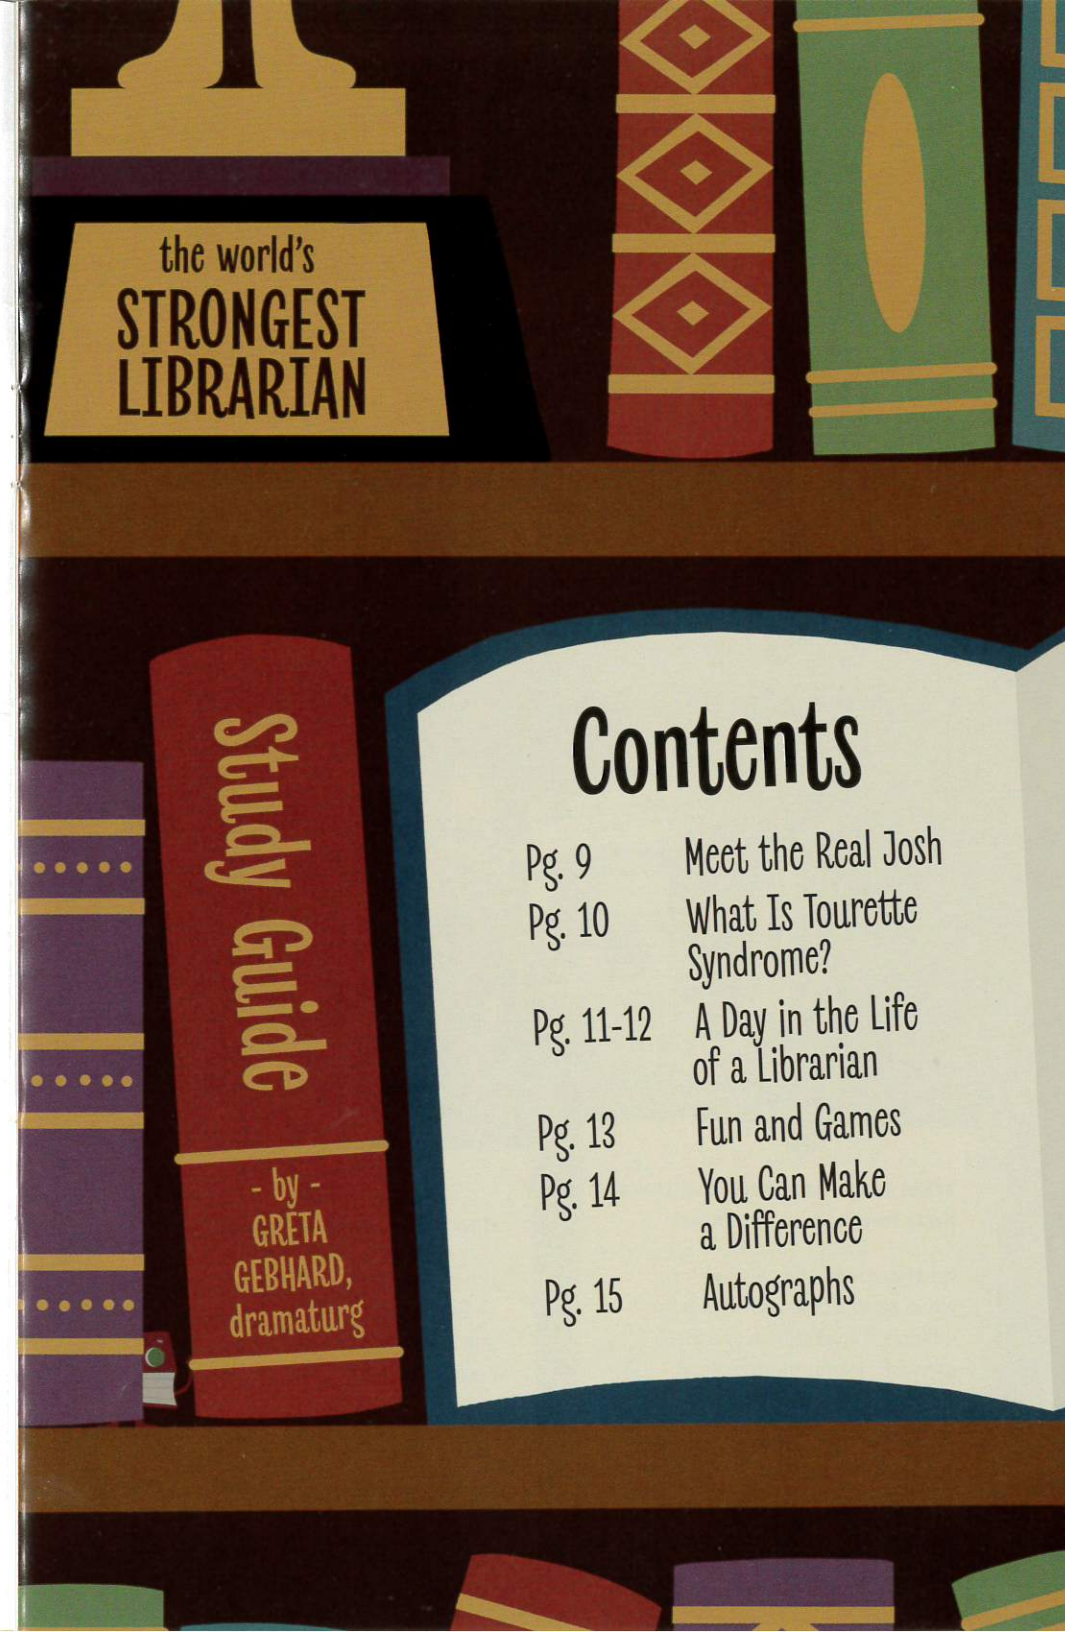 the world's
STRONGEST
LIBRARIAN
Study Guide
- by -
GRETA
GEBHARD,
dramaturg
Contents
Pg. 9 Meet the Real Josh
Pg. 10 What Is Tourette
Syndrome?
Pg. 11-12 A Day in the Life
of a Librarian
Pg. 13 Fun and Games
Pg. 14 You Can Make
a Difference
Pg. 15 Autographs